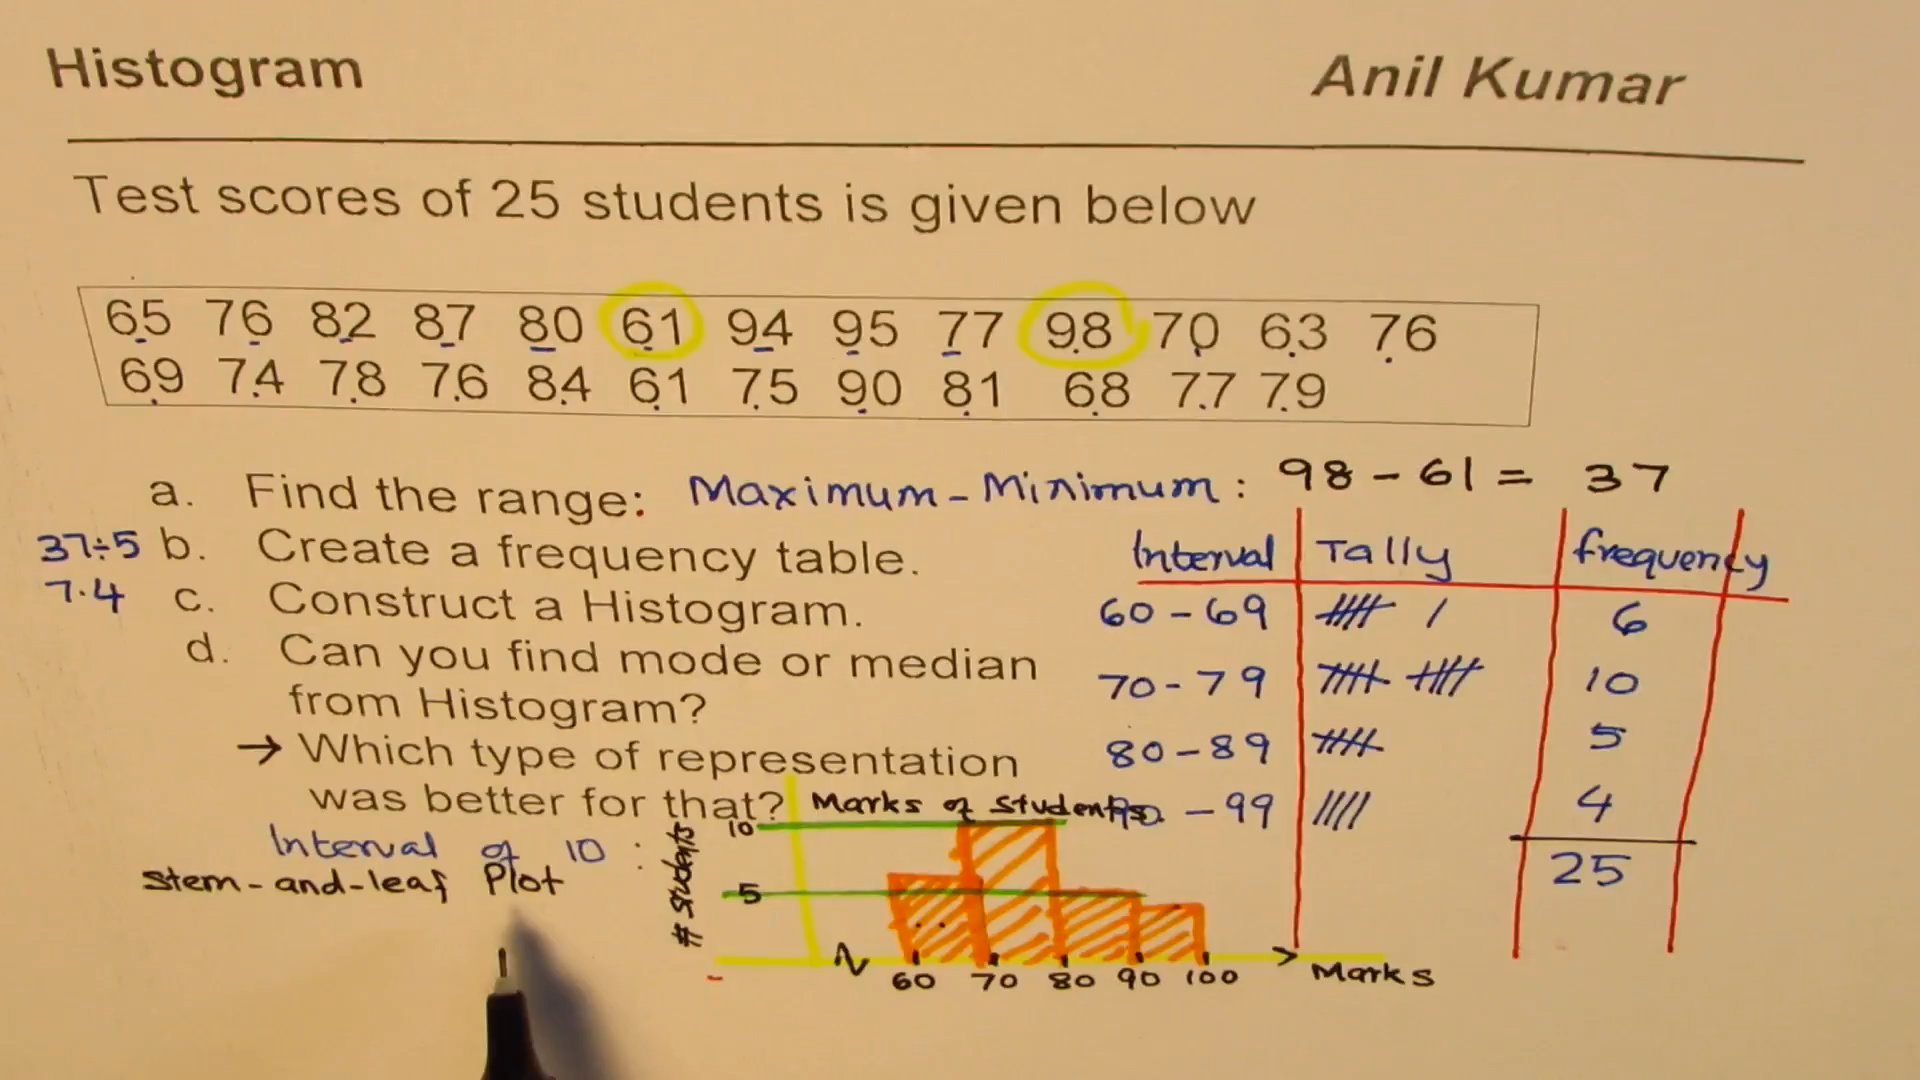 Histogram Anil Kumar
Test scores of 25 students is given below
65 76 82 87 80 61 94 95 77 98 70 63 76
69 74 78 76 84 61 75 90 81 68 77 79
a. Find the range: Maximum - Minimum : 98 - 61 = 37
37÷5 b. Create a frequency table.
7.4 c. Construct a Histogram.
d. Can you find mode or median
from Histogram?
→ Which type of representation
was better for that?
Interval of 10 :
Stem-and-leaf Plot
Interval Tally frequency
60 - 69 6
70 - 79 10
80 - 89 5
90 - 99 4
25
Marks of Students
# Students
10
5
60 70 80 90 100 Marks